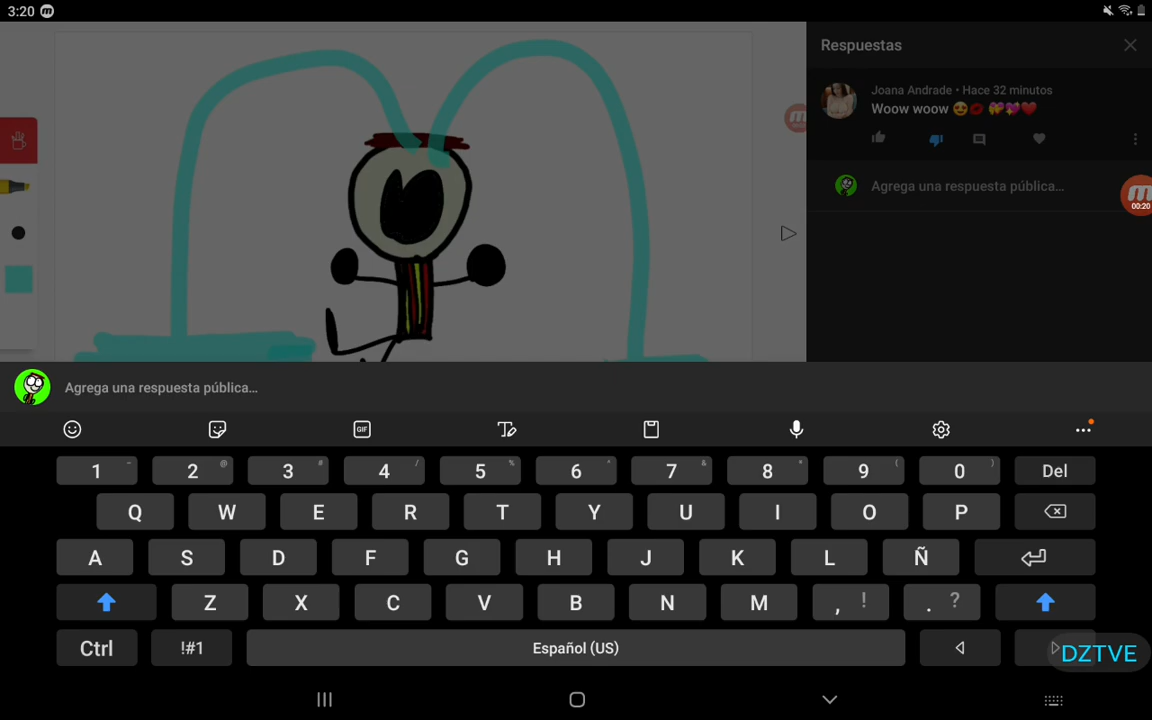 3:20
Respuestas
Joana Andrade • Hace 32 minutos
Woow woow 😍💋 💝💖❤️
Agrega una respuesta pública...
00:20
Agrega una respuesta pública...
GIF
1 - 2 @ 3 # 4 / 5 % 6 ^ 7 & 8 * 9 ( 0 ) Del
Q W E R T Y U I O P
A S D F G H J K L Ñ
Z X C V B N M , ! . ?
Ctrl !#1 Español (US)
DZTVE